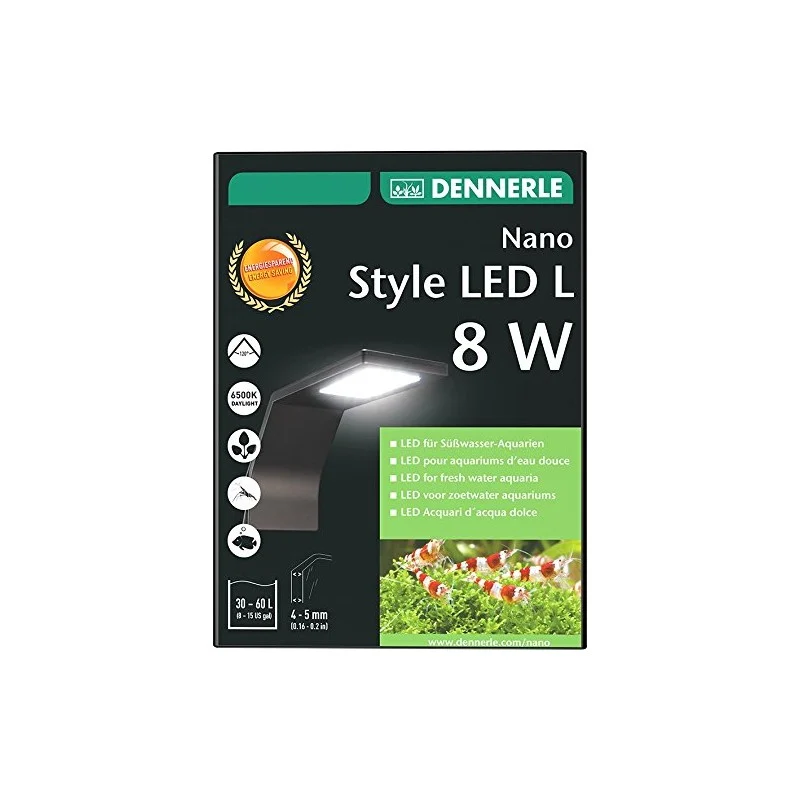 DENNERLE
Nano
Style LED L
8 W
ENERGIESPAREND
ENERGY SAVING
120°
6500K
DAYLIGHT
LED für Süßwasser-Aquarien
LED pour aquariums d'eau douce
LED for fresh water aquaria
LED voor zoetwater aquariums
LED Acquari d´acqua dolce
30 – 60 L
(8 – 15 US gal)
4 - 5 mm
(0.16 - 0.2 in)
www.dennerle.com/nano